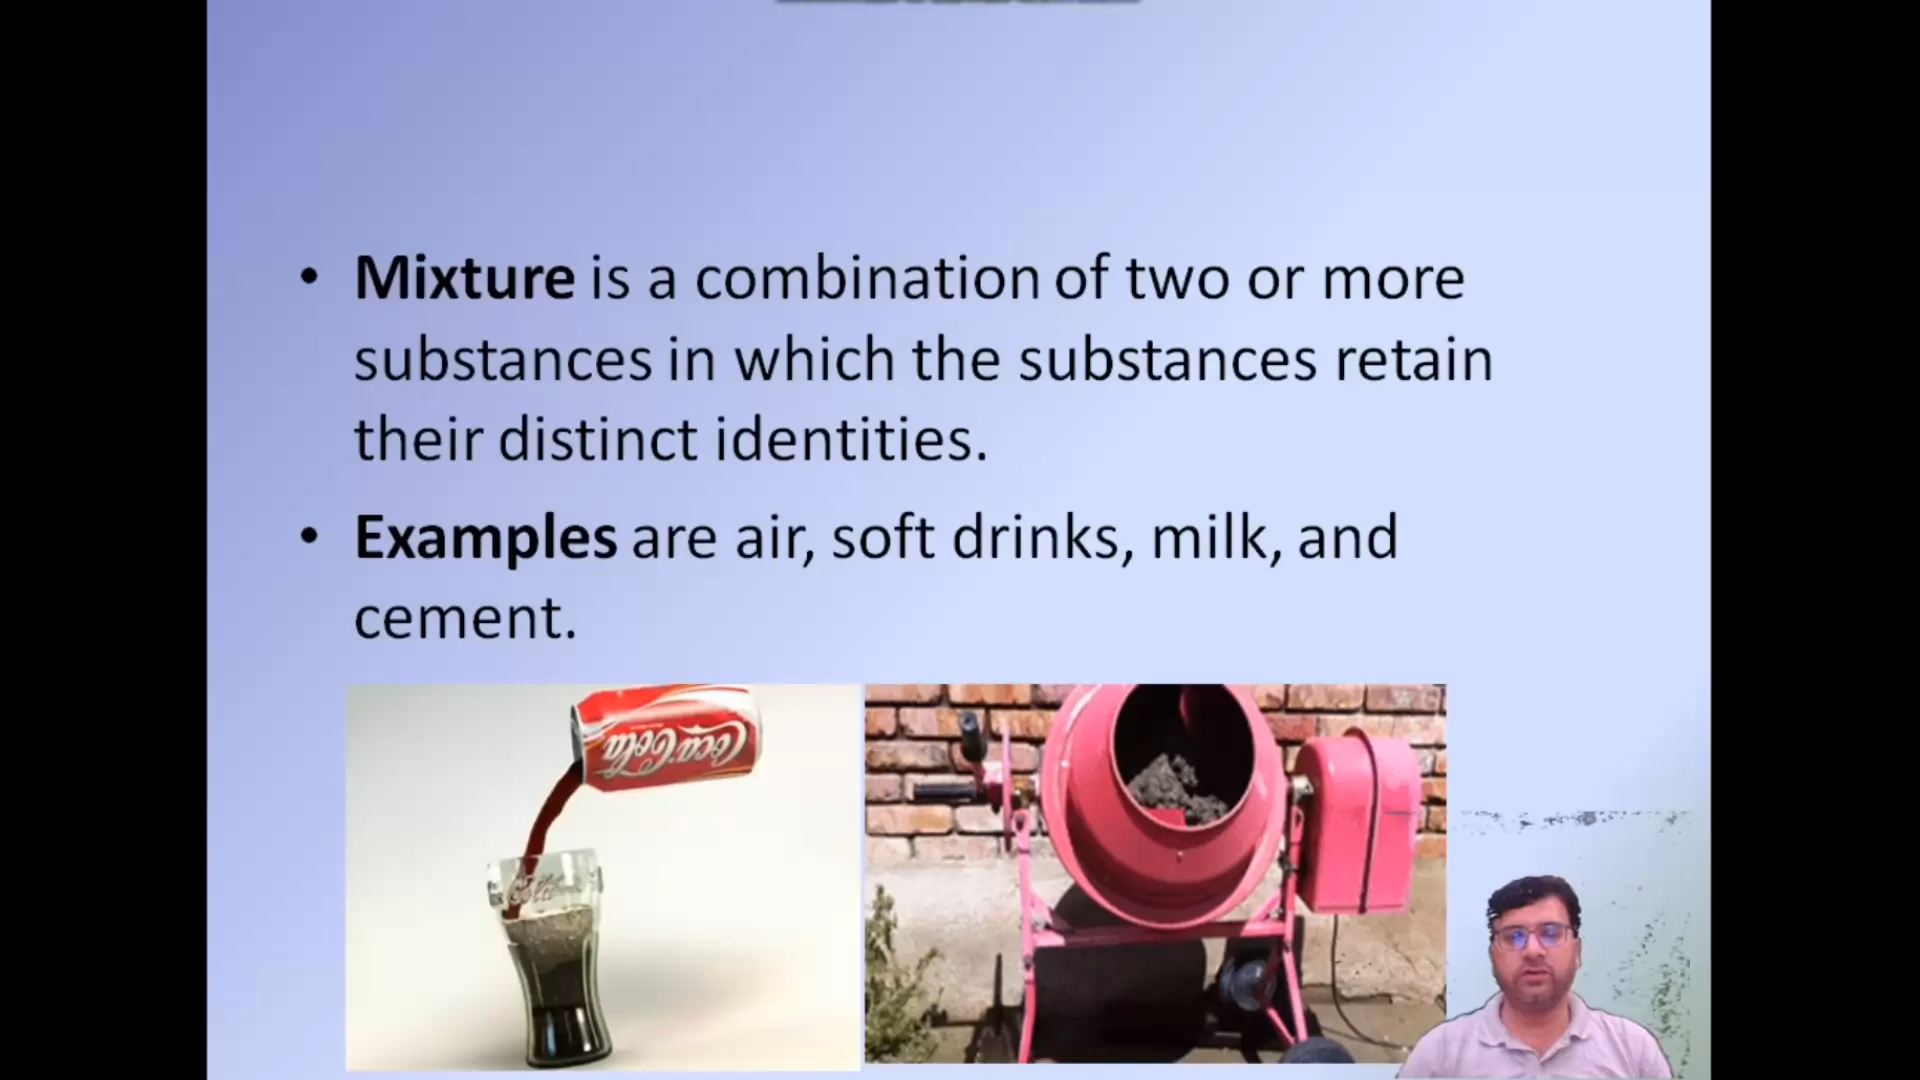 • Mixture is a combination of two or more
substances in which the substances retain
their distinct identities.
• Examples are air, soft drinks, milk, and
cement.
Coca-Cola
Cola